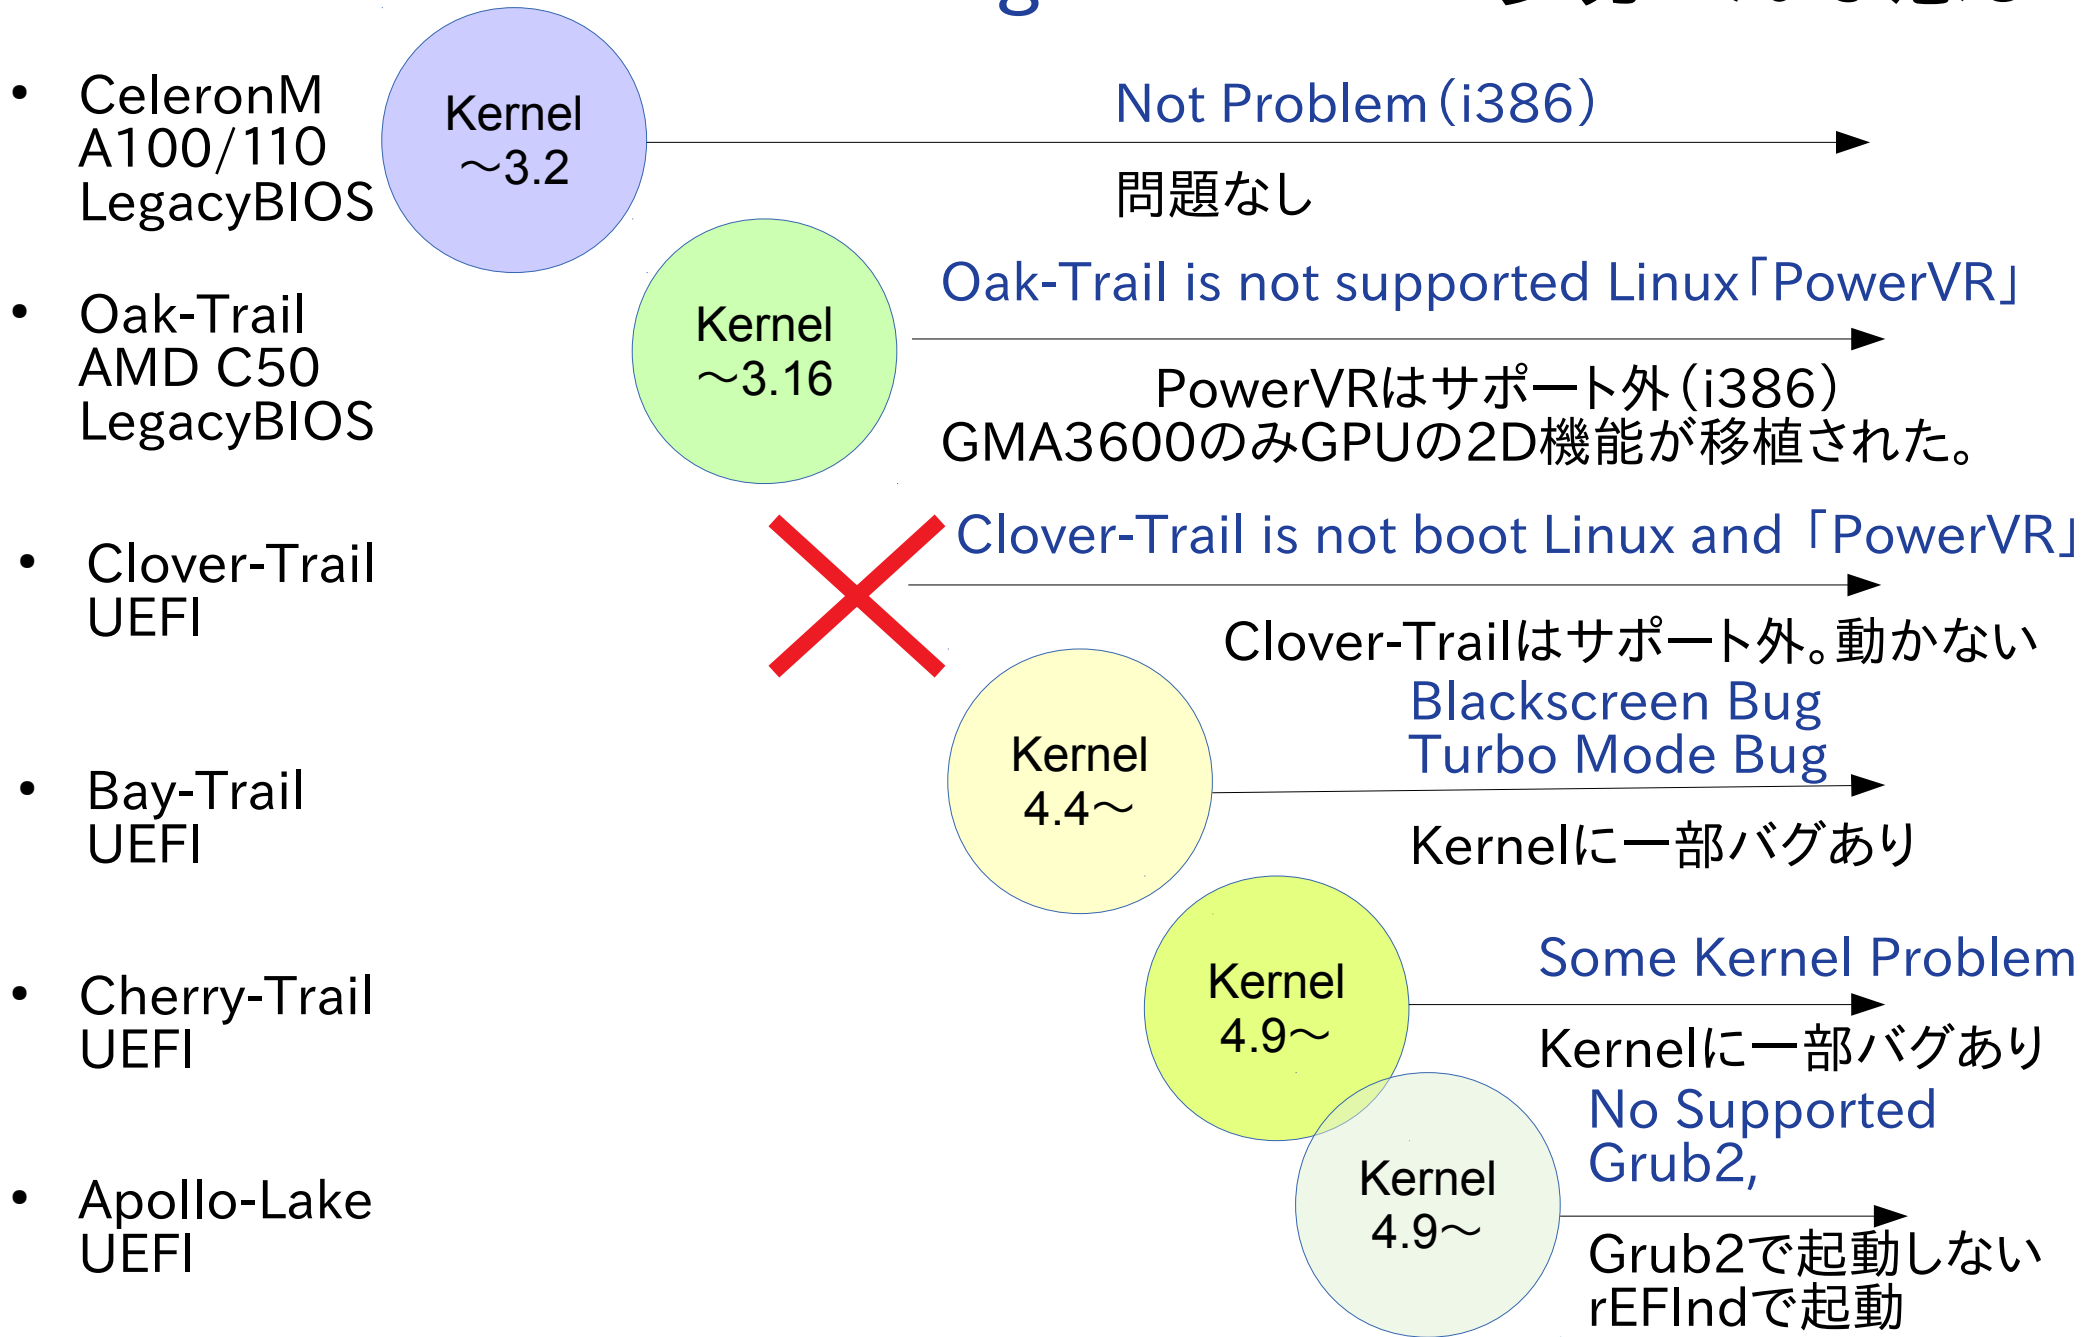 • CeleronM
A100/110
LegacyBIOS
Kernel
～3.2
Not Problem（i386）
問題なし
• Oak-Trail
AMD C50
LegacyBIOS
Kernel
～3.16
Oak-Trail is not supported Linux「PowerVR」
PowerVRはサポート外（i386）
GMA3600のみGPUの2D機能が移植された。
• Clover-Trail
UEFI
Clover-Trail is not boot Linux and 「PowerVR」
Clover-Trailはサポート外。動かない
• Bay-Trail
UEFI
Kernel
4.4～
Blackscreen Bug
Turbo Mode Bug
Kernelに一部バグあり
• Cherry-Trail
UEFI
Kernel
4.9～
Some Kernel Problem
Kernelに一部バグあり
• Apollo-Lake
UEFI
Kernel
4.9～
No Supported
Grub2,
Grub2で起動しない
rEFIndで起動